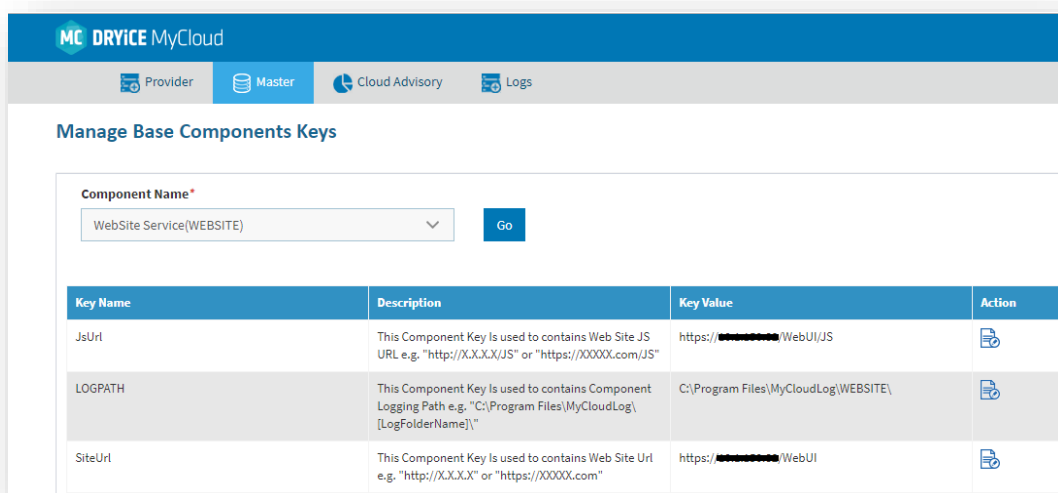 MC DRYiCE MyCloud
Provider Master Cloud Advisory Logs
Manage Base Components Keys
Component Name*
WebSite Service(WEBSITE) Go
Key Name Description Key Value Action
JsUrl This Component Key Is used to contains Web Site JS https:// /WebUI/JS
URL e.g. "http://X.X.X.X/JS" or "https://XXXXX.com/JS"
LOGPATH This Component Key Is used to contains Component C:\Program Files\MyCloudLog\WEBSITE\
Logging Path e.g. "C:\Program Files\MyCloudLog\
[LogFolderName]\"
SiteUrl This Component Key Is used to contains Web Site Url https:// /WebUI
e.g. "http://X.X.X.X" or "https://XXXXX.com"